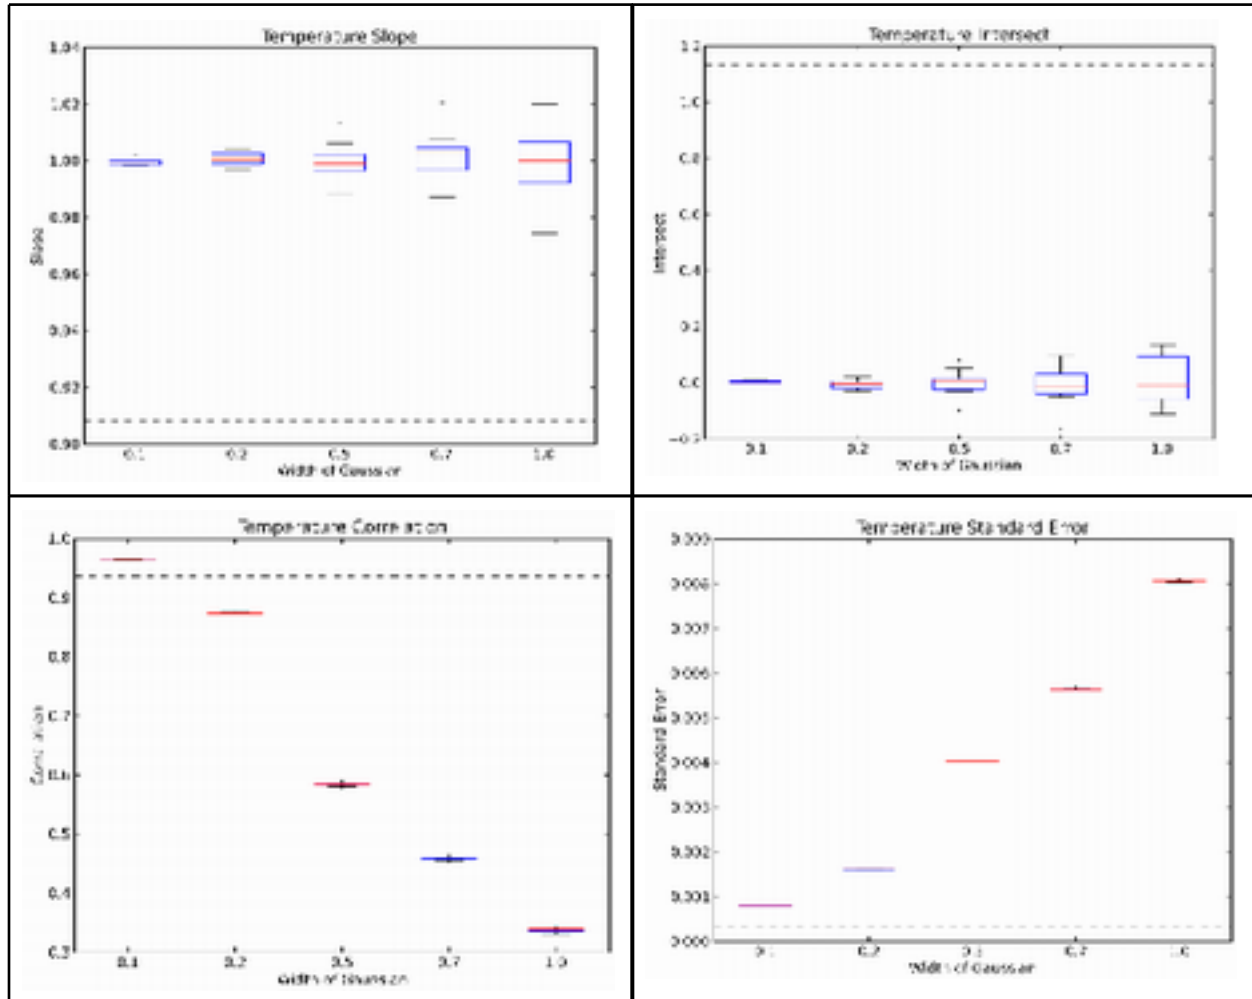 Temperature Slope
1.04
1.02
1.00
0.98
0.96
0.94
0.92
0.90
Slope
0.1 0.2 0.5 0.7 1.0
Width of Gaussian
Temperature Intersect
1.2
1.0
0.8
0.6
0.4
0.2
0.0
−0.2
Intersect
0.1 0.2 0.5 0.7 1.0
Width of Gaussian
Temperature Correlation
1.0
0.9
0.8
0.7
0.6
0.5
0.4
0.3
Correlation
0.1 0.2 0.5 0.7 1.0
Width of Gaussian
Temperature Standard Error
0.009
0.008
0.007
0.006
0.005
0.004
0.003
0.002
0.001
0.000
Standard Error
0.1 0.2 0.5 0.7 1.0
Width of Gaussian